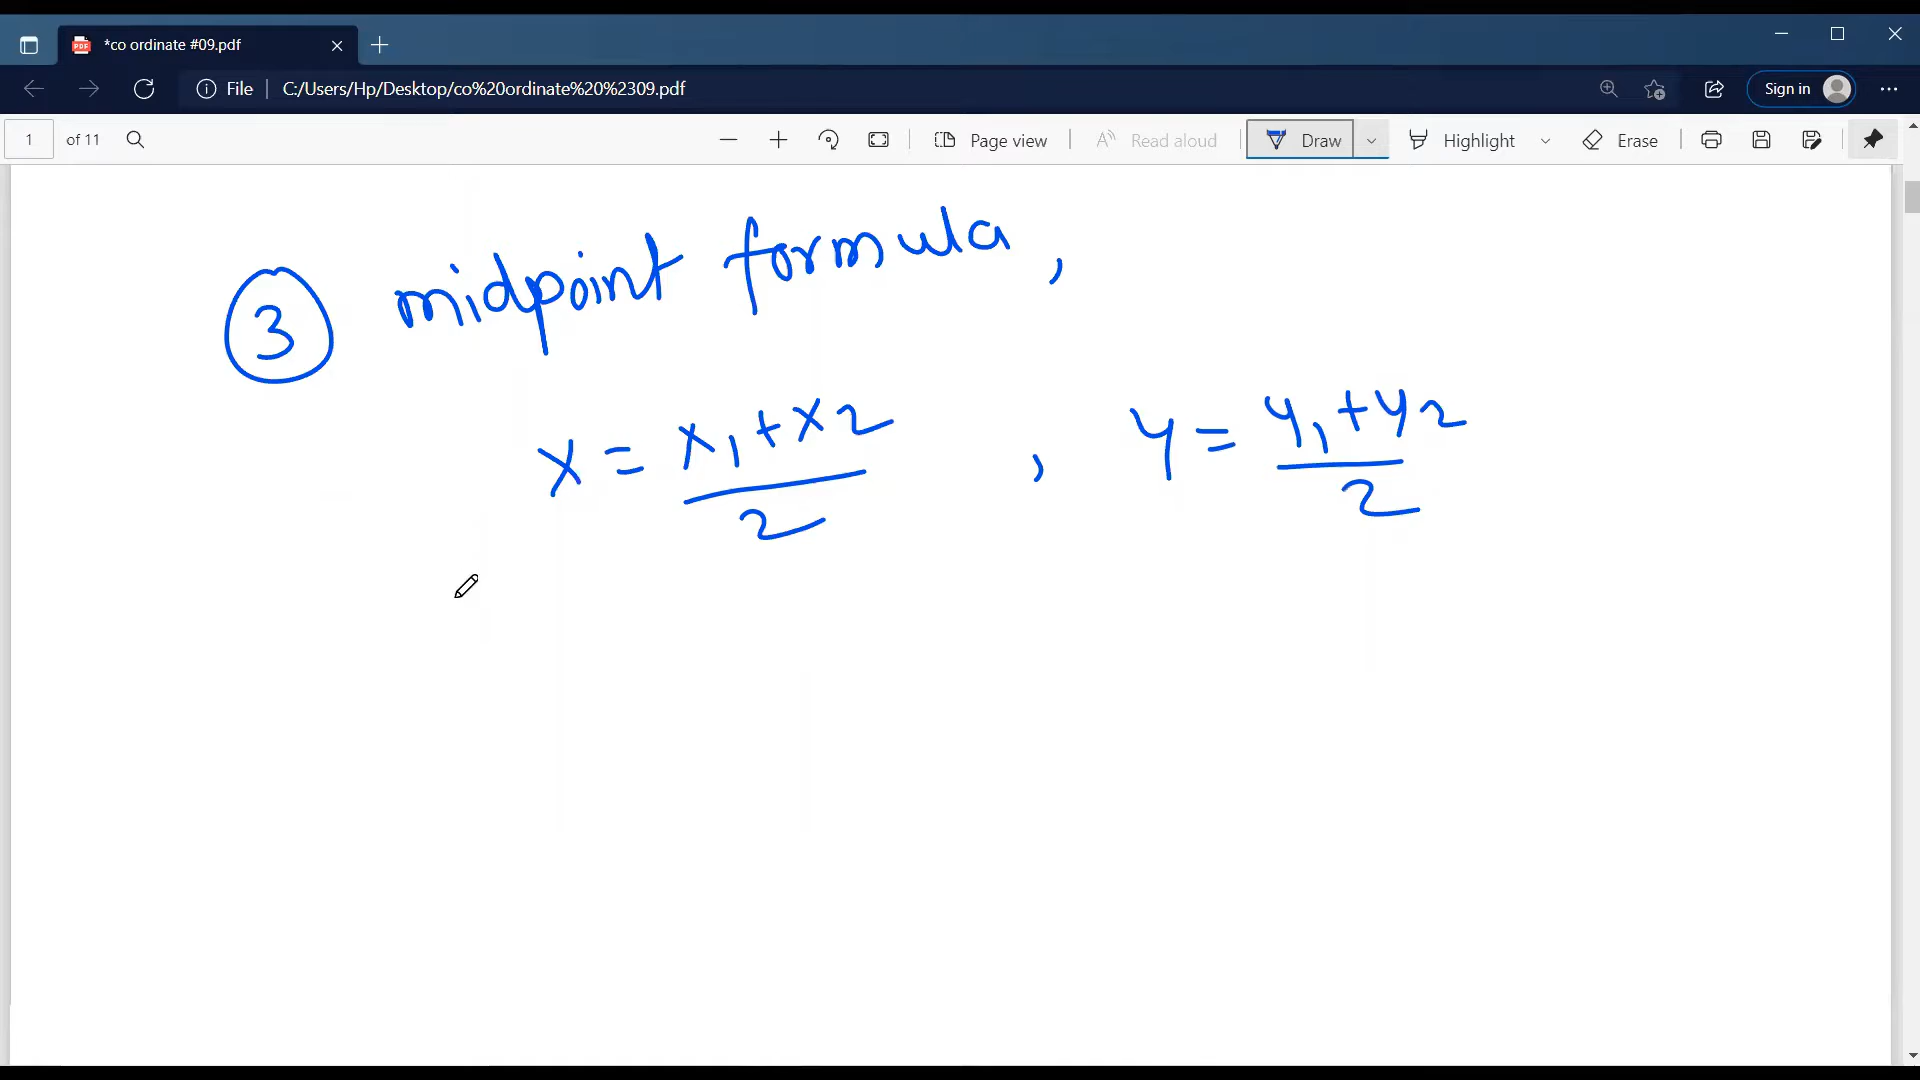 *co ordinate #09.pdf
File | C:/Users/Hp/Desktop/co%20ordinate%20%2309.pdf Sign in
1 of 11 Page view Read aloud Draw Highlight Erase
3 midpoint formula,
x = x1+x2 / 2 , y = y1+y2 / 2